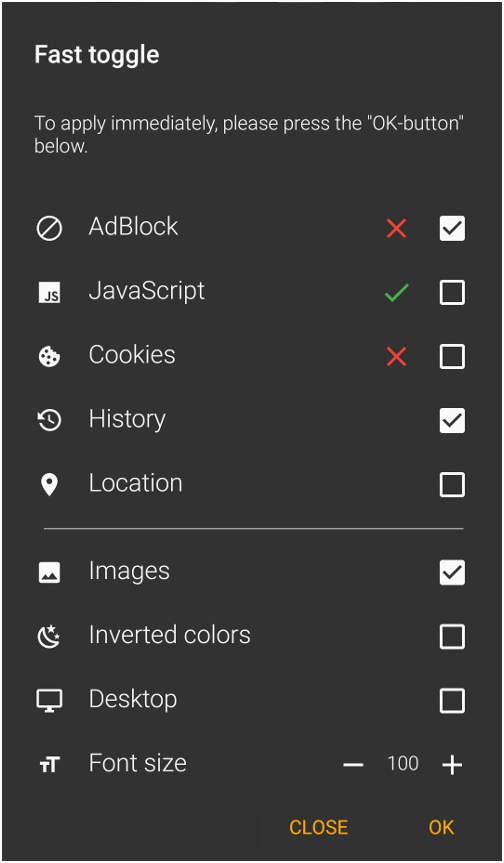 Fast toggle
To apply immediately, please press the "OK-button"
below.
AdBlock
JS JavaScript
Cookies
History
Location
Images
Inverted colors
Desktop
TT Font size 100
CLOSE OK